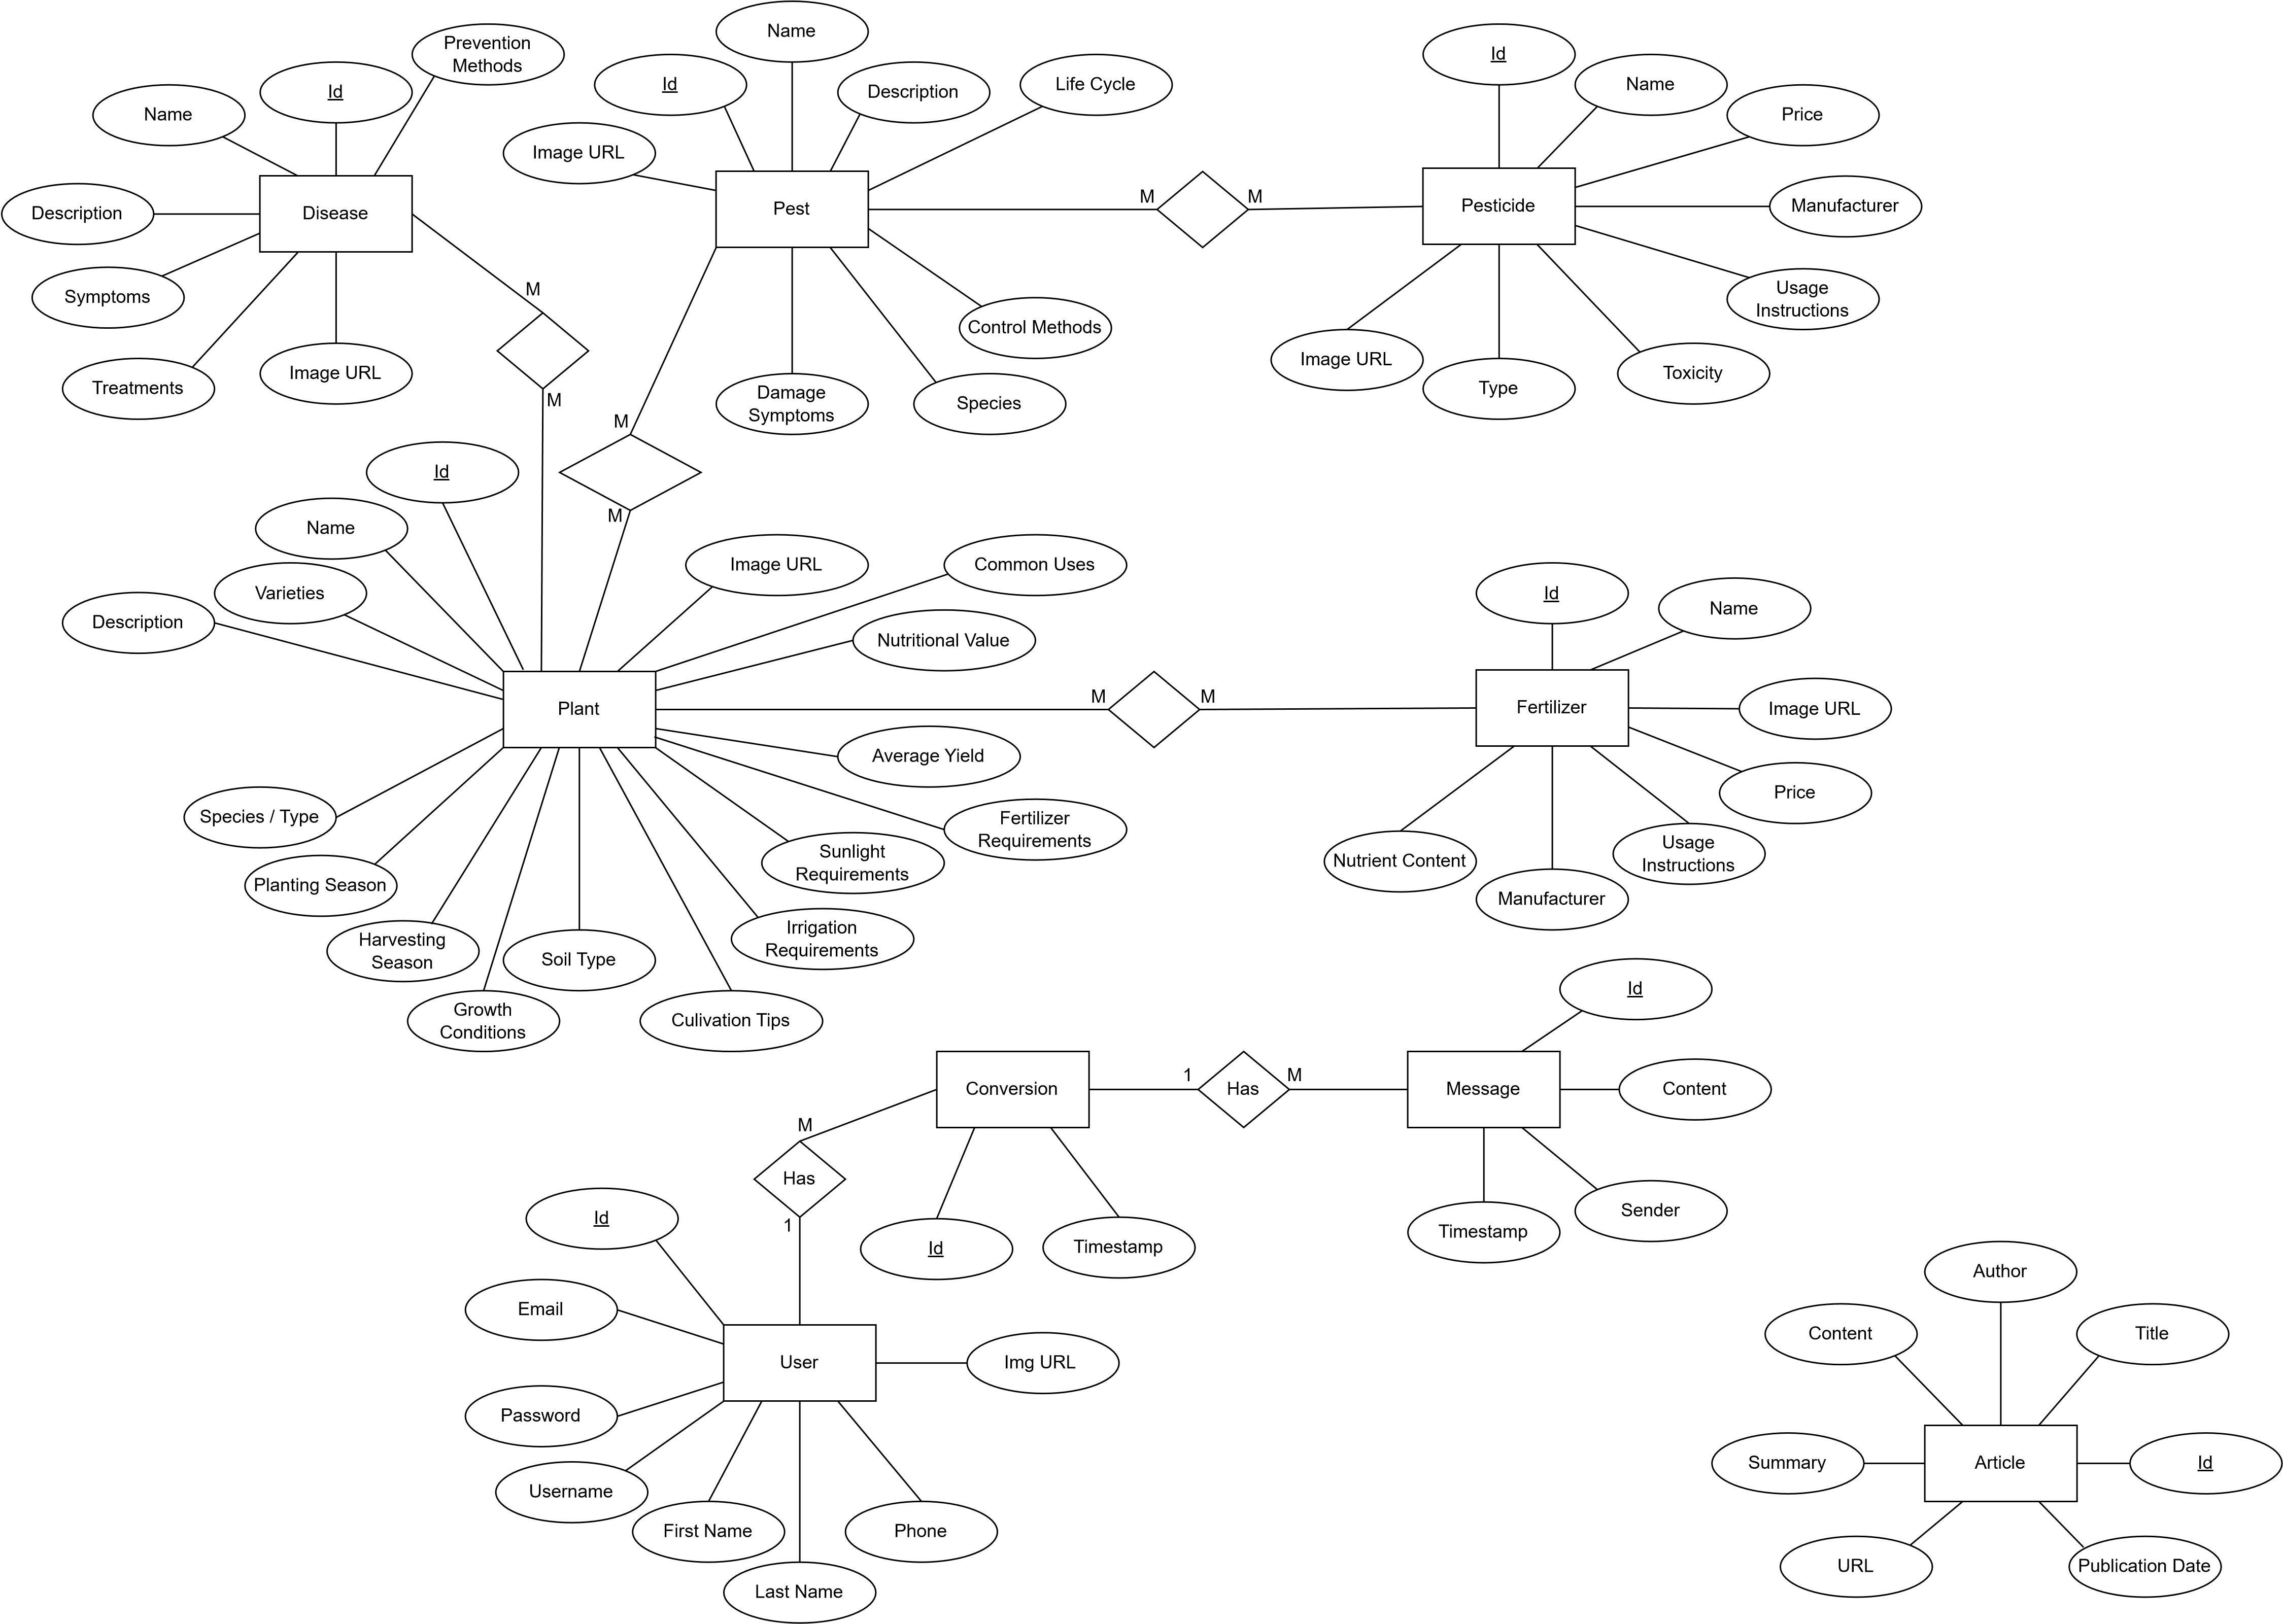 Name
Prevention
Methods
Id
Name
Description
Disease
Symptoms
Treatments
Image URL
Id
Description
Life Cycle
Image URL
Pest
Control Methods
Damage
Symptoms
Species
M
M
Id
Name
Price
Pesticide
Manufacturer
Usage
Instructions
Image URL
Type
Toxicity
M
M
M
M
Id
Name
Varieties
Description
Image URL
Common Uses
Nutritional Value
Plant
Average Yield
Fertilizer
Requirements
Species / Type
Sunlight
Requirements
Planting Season
Harvesting
Season
Irrigation
Requirements
Soil Type
Growth
Conditions
Culivation Tips
M
M
Id
Name
Fertilizer
Image URL
Price
Usage
Instructions
Nutrient Content
Manufacturer
Conversion
1
Has
M
Message
Id
Content
Sender
Timestamp
M
Has
1
Id
Timestamp
Id
Email
User
Img URL
Password
Username
First Name
Phone
Last Name
Author
Content
Title
Summary
Article
Id
URL
Publication Date